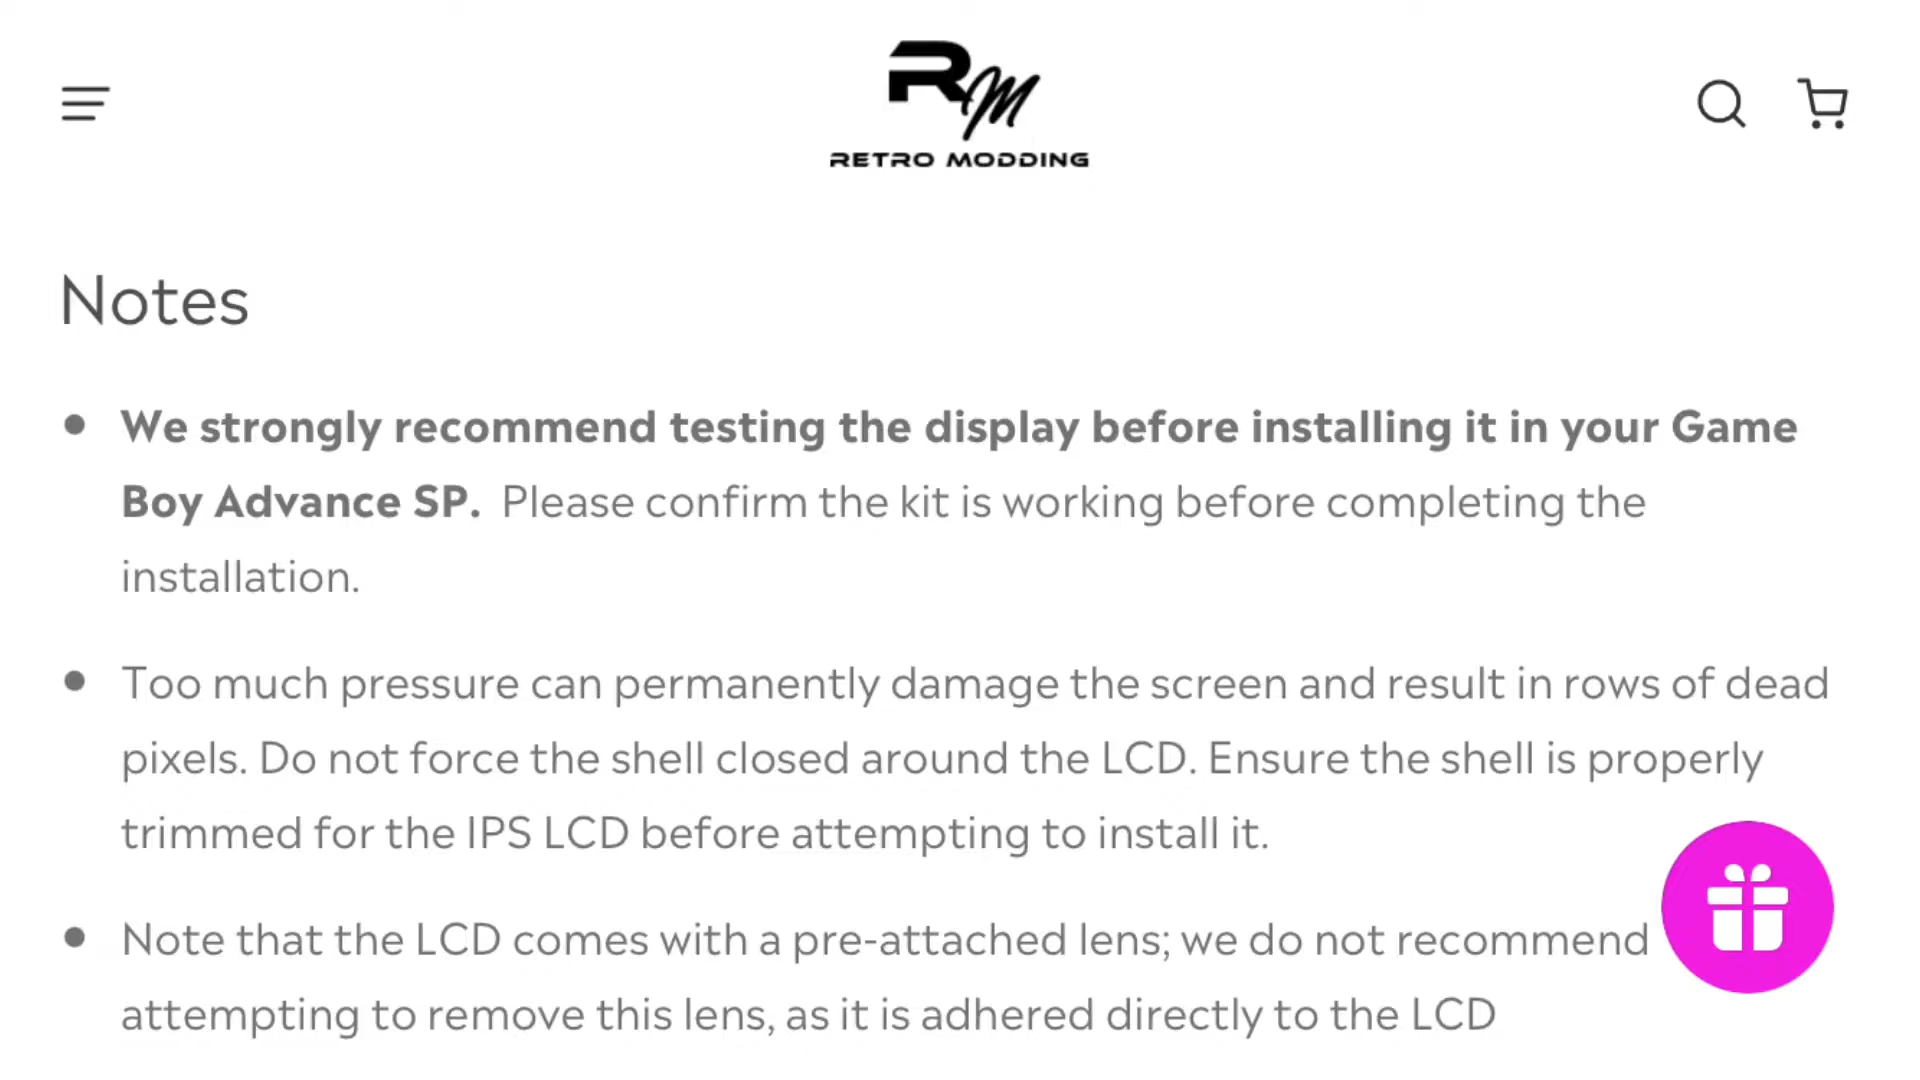 RM
RETRO MODDING
Notes
We strongly recommend testing the display before installing it in your Game
Boy Advance SP. Please confirm the kit is working before completing the
installation.
Too much pressure can permanently damage the screen and result in rows of dead
pixels. Do not force the shell closed around the LCD. Ensure the shell is properly
trimmed for the IPS LCD before attempting to install it.
Note that the LCD comes with a pre-attached lens; we do not recommend
attempting to remove this lens, as it is adhered directly to the LCD